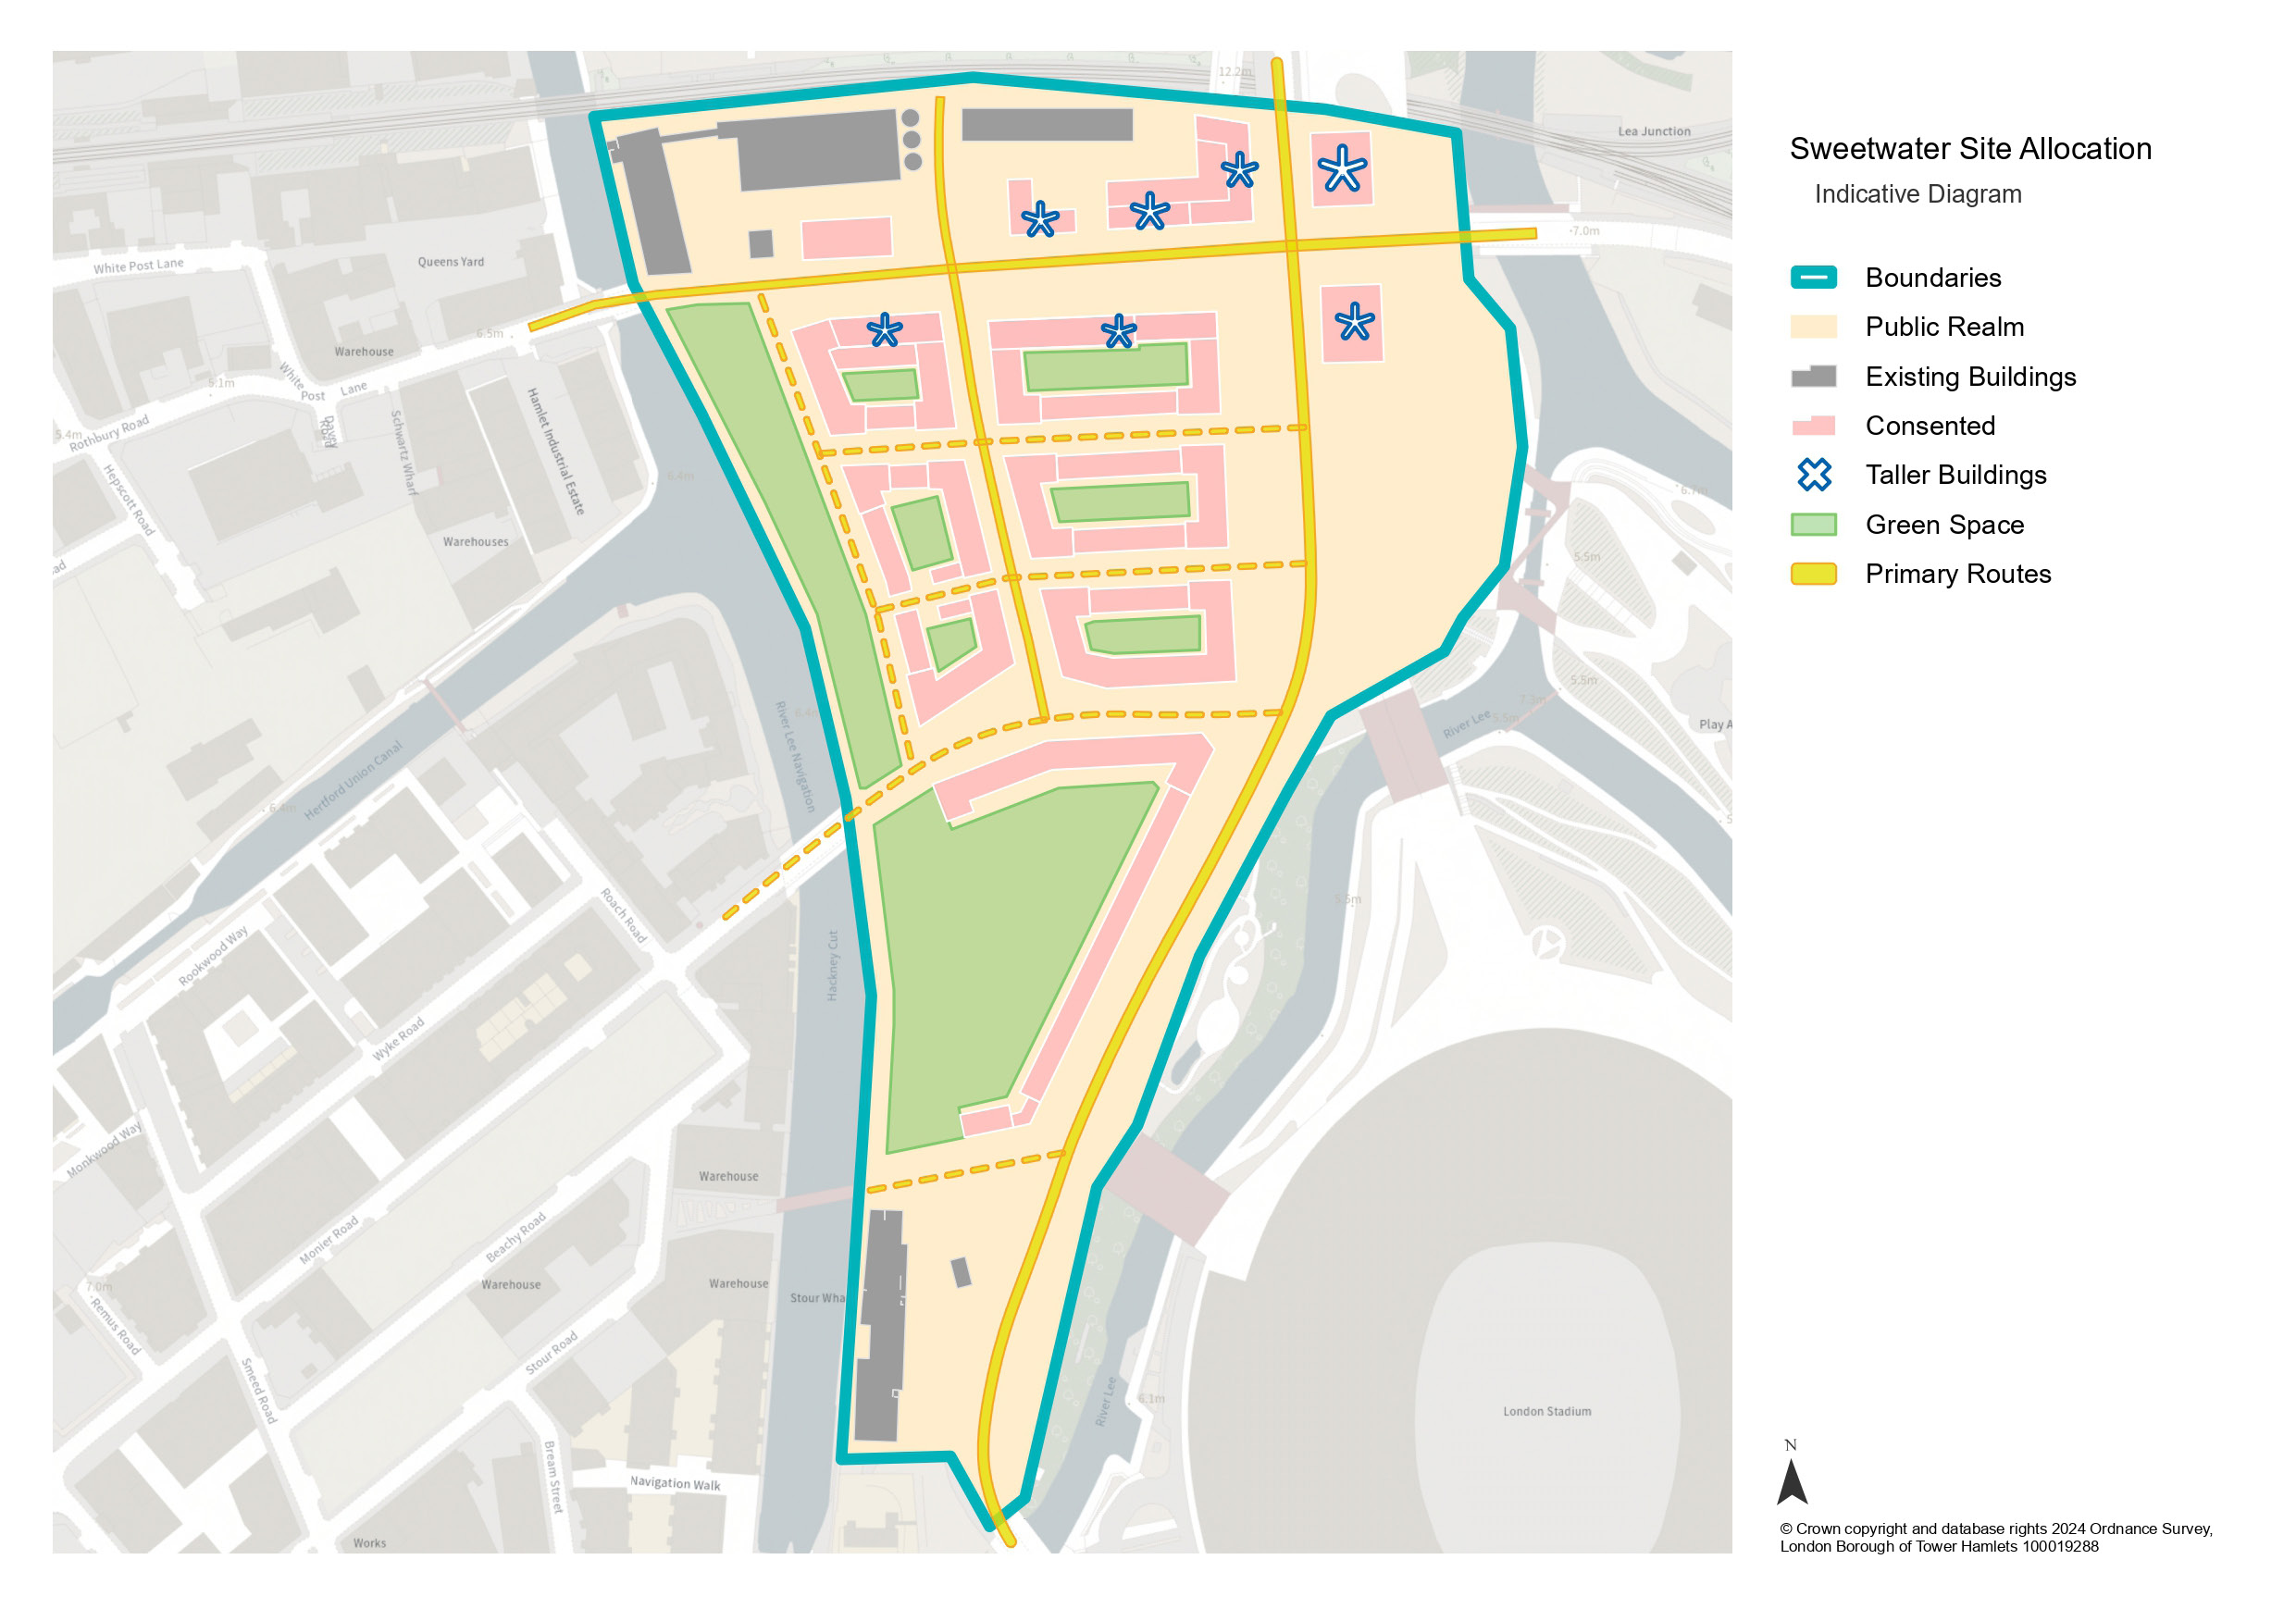 Sweetwater Site Allocation
Indicative Diagram
Boundaries
Public Realm
Existing Buildings
Consented
Taller Buildings
Green Space
Primary Routes
N
© Crown copyright and database rights 2024 Ordnance Survey,
London Borough of Tower Hamlets 100019288
12.2m
Lea Junction
7.0m
White Post Lane
Queens Yard
6.5m
Warehouse
5.1m
White
Post
Lane
Rothbury Road
5.4m
Hepscott Road
Schwartz Wharf
Hamlet Industrial Estate
6.4m
Warehouses
6.7m
5.5m
5.5m
7.3m
5.5m
River Lee
Play A
River Lee Navigation
6.4m
Hertford Union Canal
6.4m
Roach Road
5.5m
Rookwood Way
Hackney Cut
Wyke Road
Monkwood Way
Warehouse
Monier Road
Beachy Road
Warehouse
Warehouse
Stour Wha
7.0m
Remus Road
Stour Road
Smeed Road
River Lee
6.1m
London Stadium
Bream Street
Navigation Walk
Works